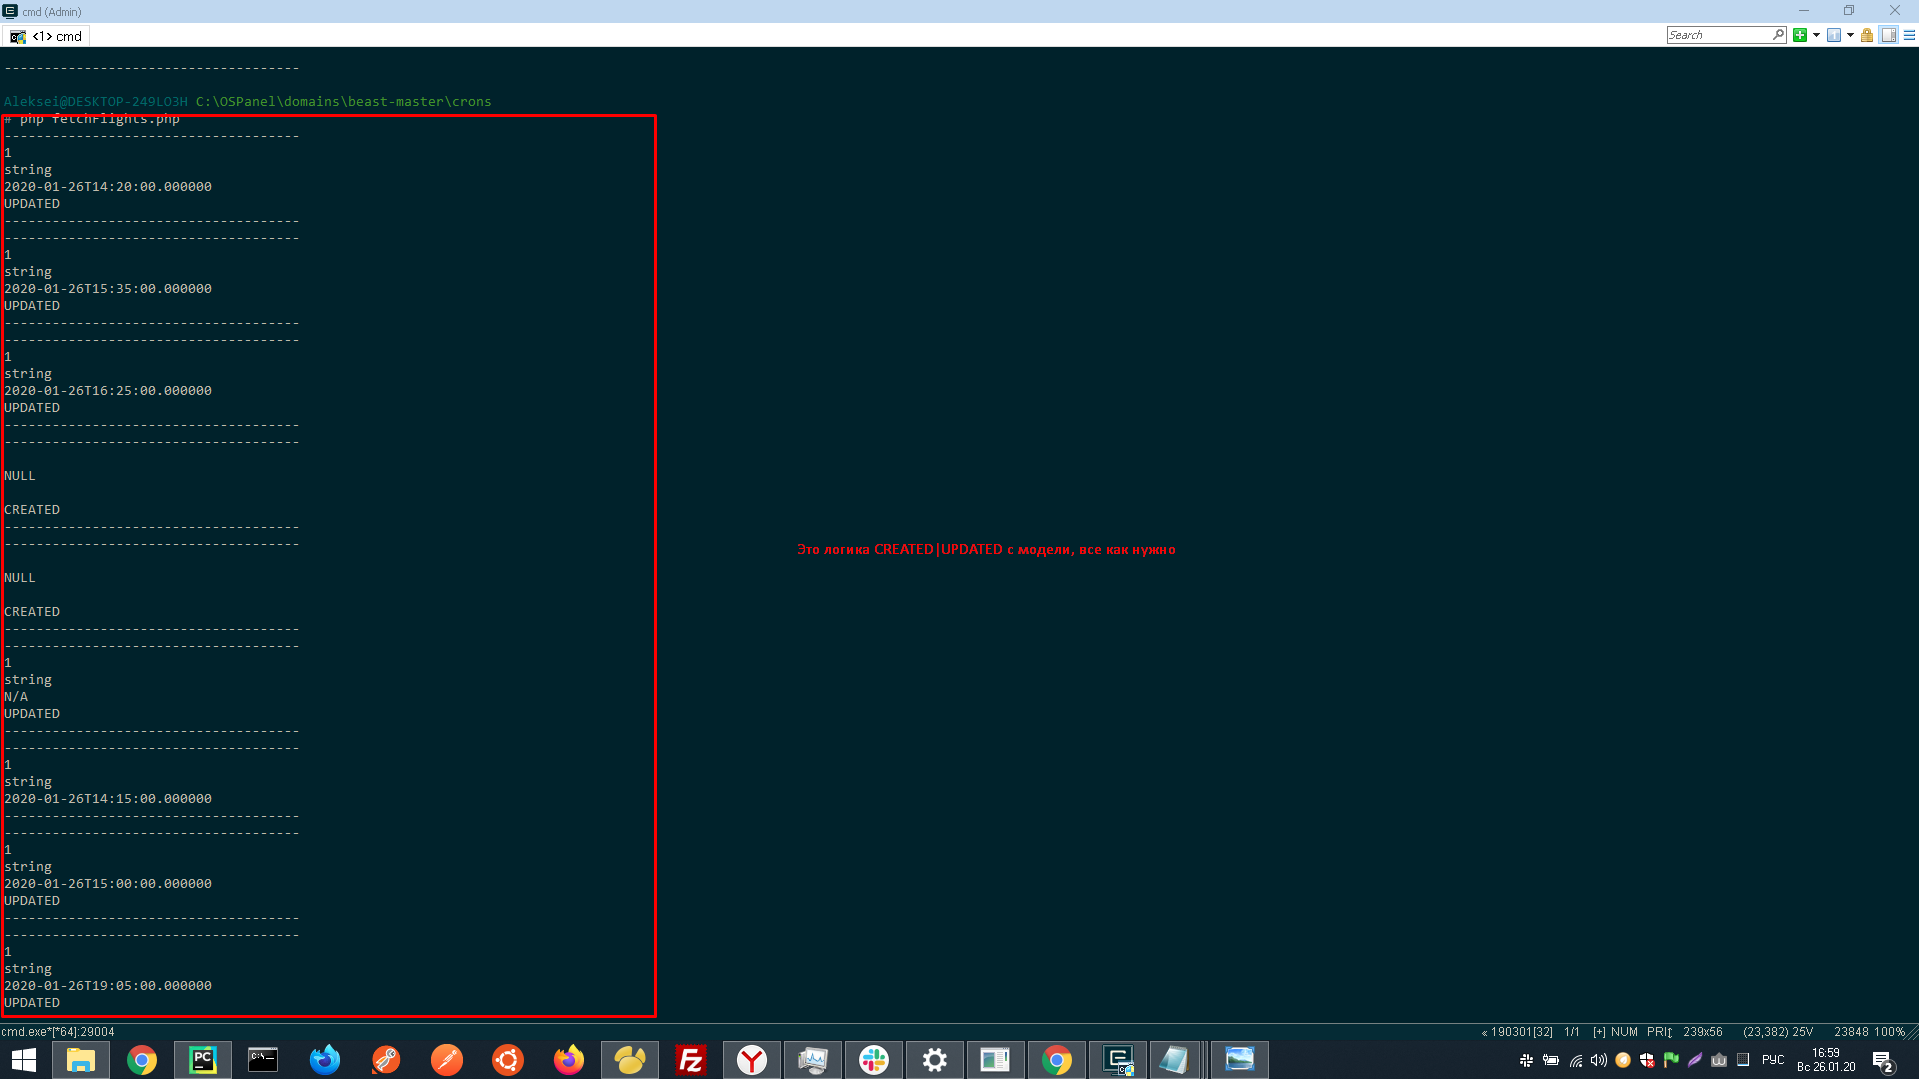 cmd (Admin)
<1> cmd
Search
-------------------------------------
Aleksei@DESKTOP-249LO3H C:\OSPanel\domains\beast-master\crons
# php fetchFlights.php
-------------------------------------
1
string
2020-01-26T14:20:00.000000
UPDATED
-------------------------------------
-------------------------------------
1
string
2020-01-26T15:35:00.000000
UPDATED
-------------------------------------
-------------------------------------
1
string
2020-01-26T16:25:00.000000
UPDATED
-------------------------------------
-------------------------------------
NULL
CREATED
-------------------------------------
-------------------------------------
Это логика CREATED|UPDATED с модели, все как нужно
NULL
CREATED
-------------------------------------
-------------------------------------
1
string
N/A
UPDATED
-------------------------------------
-------------------------------------
1
string
2020-01-26T14:15:00.000000
-------------------------------------
-------------------------------------
1
string
2020-01-26T15:00:00.000000
UPDATED
-------------------------------------
-------------------------------------
1
string
2020-01-26T19:05:00.000000
UPDATED
cmd.exe*[*64]:29004
« 190301[32] 1/1 [+] NUM PRI↕ 239x56 (23,382) 25V 23848 100%
РУС
16:59
Вс 26.01.20
2